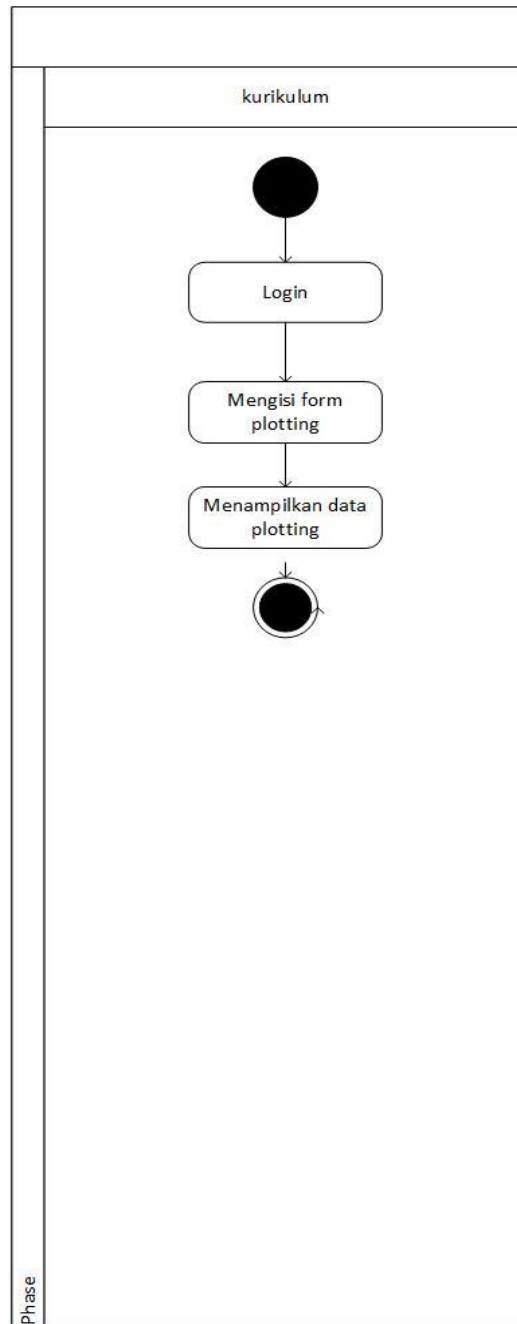 kurikulum
Login
Mengisi form
plotting
Menampilkan data
plotting
Phase